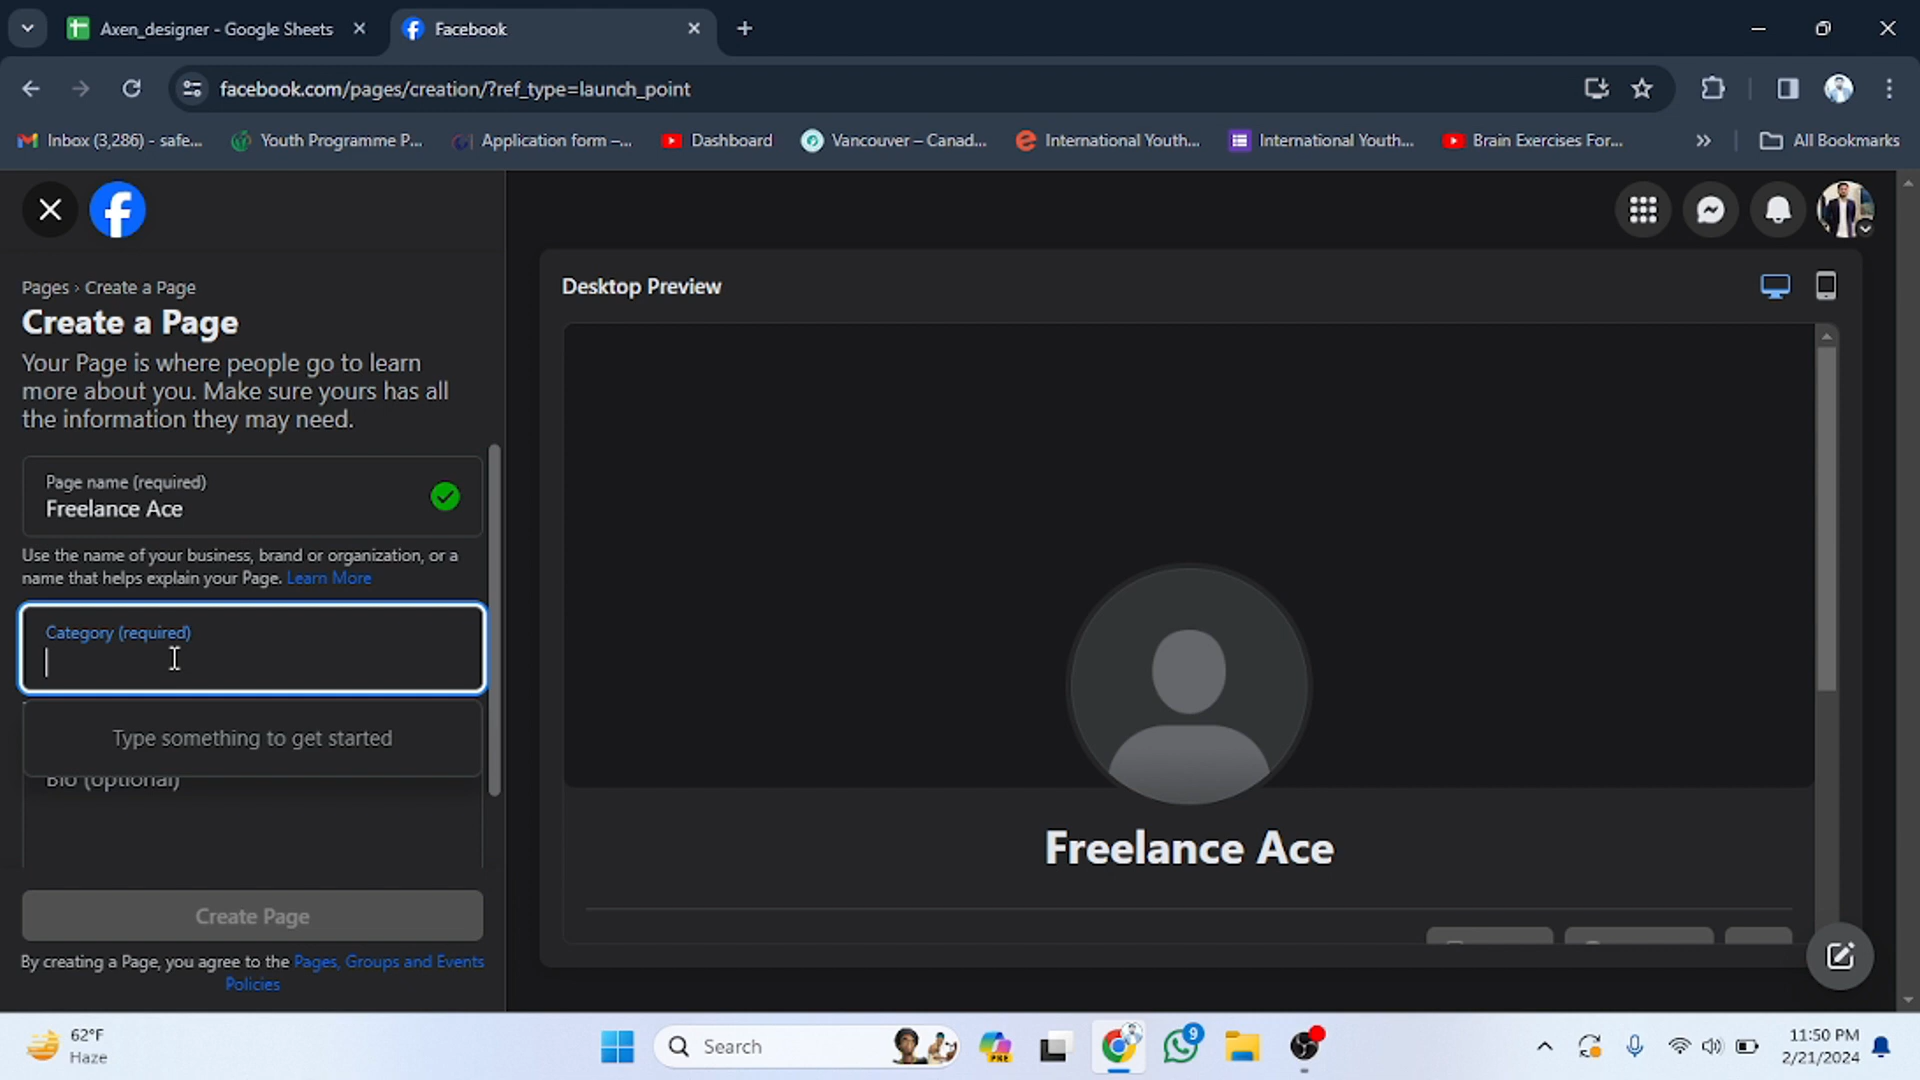 Axen_designer - Google Sheets
Facebook
facebook.com/pages/creation/?ref_type=launch_point
Inbox (3,286) - safe...
Youth Programme P...
Application form –...
Dashboard
Vancouver – Canad...
International Youth...
International Youth...
Brain Exercises For...
All Bookmarks
Pages › Create a Page
Create a Page
Your Page is where people go to learn
more about you. Make sure yours has all
the information they may need.
Page name (required)
Freelance Ace
Use the name of your business, brand or organization, or a
name that helps explain your Page. Learn More
Category (required)
Type something to get started
Bio (optional)
Create Page
By creating a Page, you agree to the Pages, Groups and Events
Policies
Desktop Preview
Freelance Ace
62°F
Haze
Search
PRE
9
11:50 PM
2/21/2024